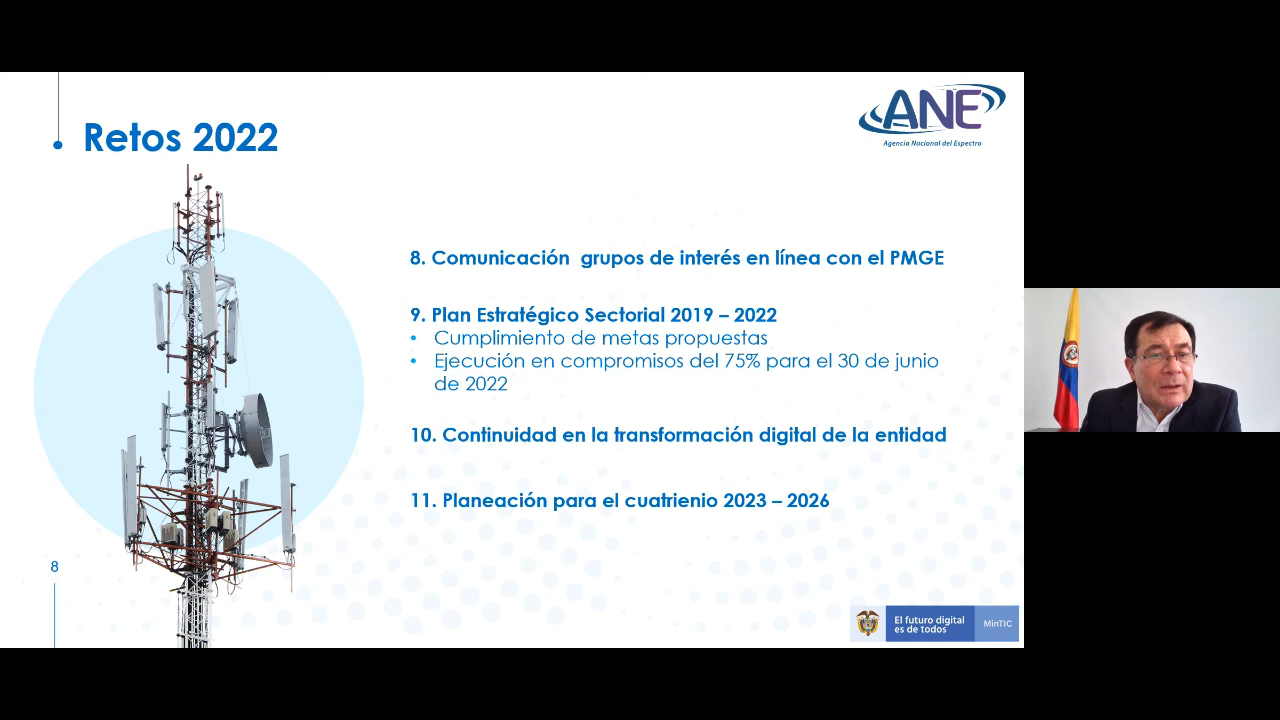 Retos 2022
ANE
Agencia Nacional del Espectro
8. Comunicación  grupos de interés en línea con el PMGE
9. Plan Estratégico Sectorial 2019 – 2022
• Cumplimiento de metas propuestas
• Ejecución en compromisos del 75% para el 30 de junio
de 2022
10. Continuidad en la transformación digital de la entidad
11. Planeación para el cuatrienio 2023 – 2026
8
El futuro digital
es de todos
MinTIC